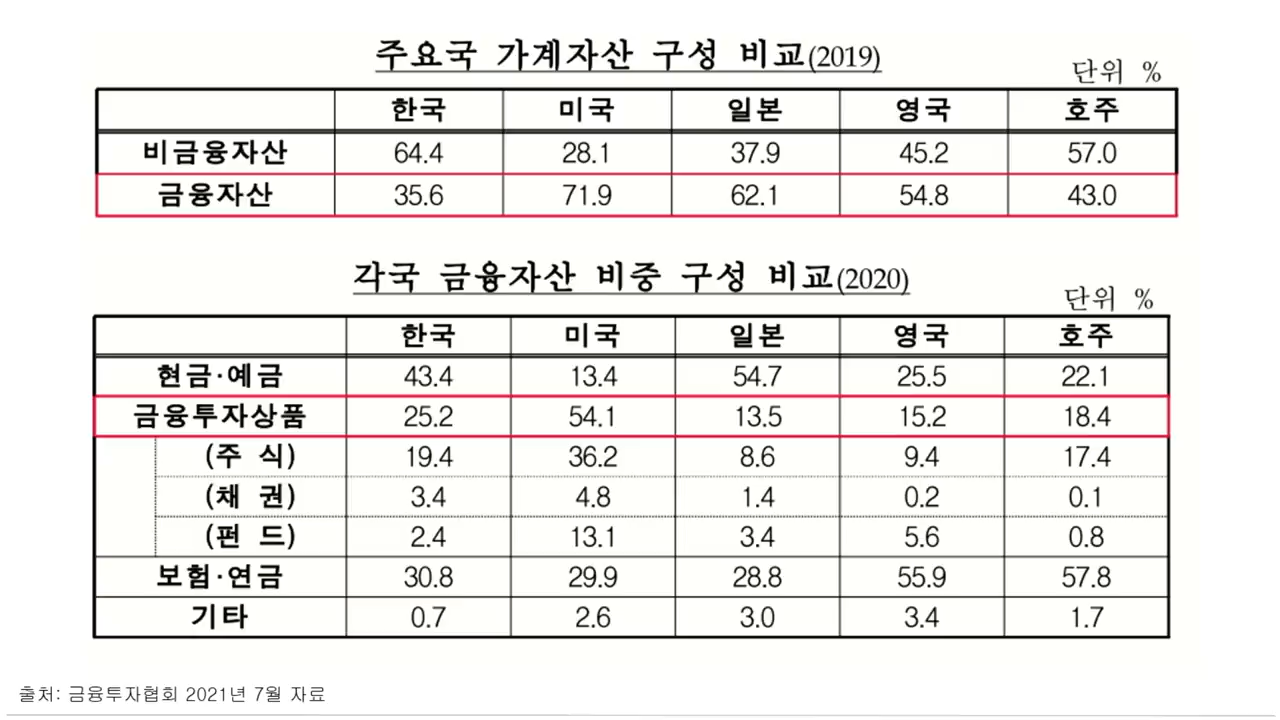 주요국 가계자산 구성 비교(2019)
단위 %
한국 미국 일본 영국 호주
비금융자산 64.4 28.1 37.9 45.2 57.0
금융자산 35.6 71.9 62.1 54.8 43.0
각국 금융자산 비중 구성 비교(2020)
단위 %
한국 미국 일본 영국 호주
현금·예금 43.4 13.4 54.7 25.5 22.1
금융투자상품 25.2 54.1 13.5 15.2 18.4
(주 식) 19.4 36.2 8.6 9.4 17.4
(채 권) 3.4 4.8 1.4 0.2 0.1
(펀 드) 2.4 13.1 3.4 5.6 0.8
보험·연금 30.8 29.9 28.8 55.9 57.8
기타 0.7 2.6 3.0 3.4 1.7
출처: 금융투자협회 2021년 7월 자료